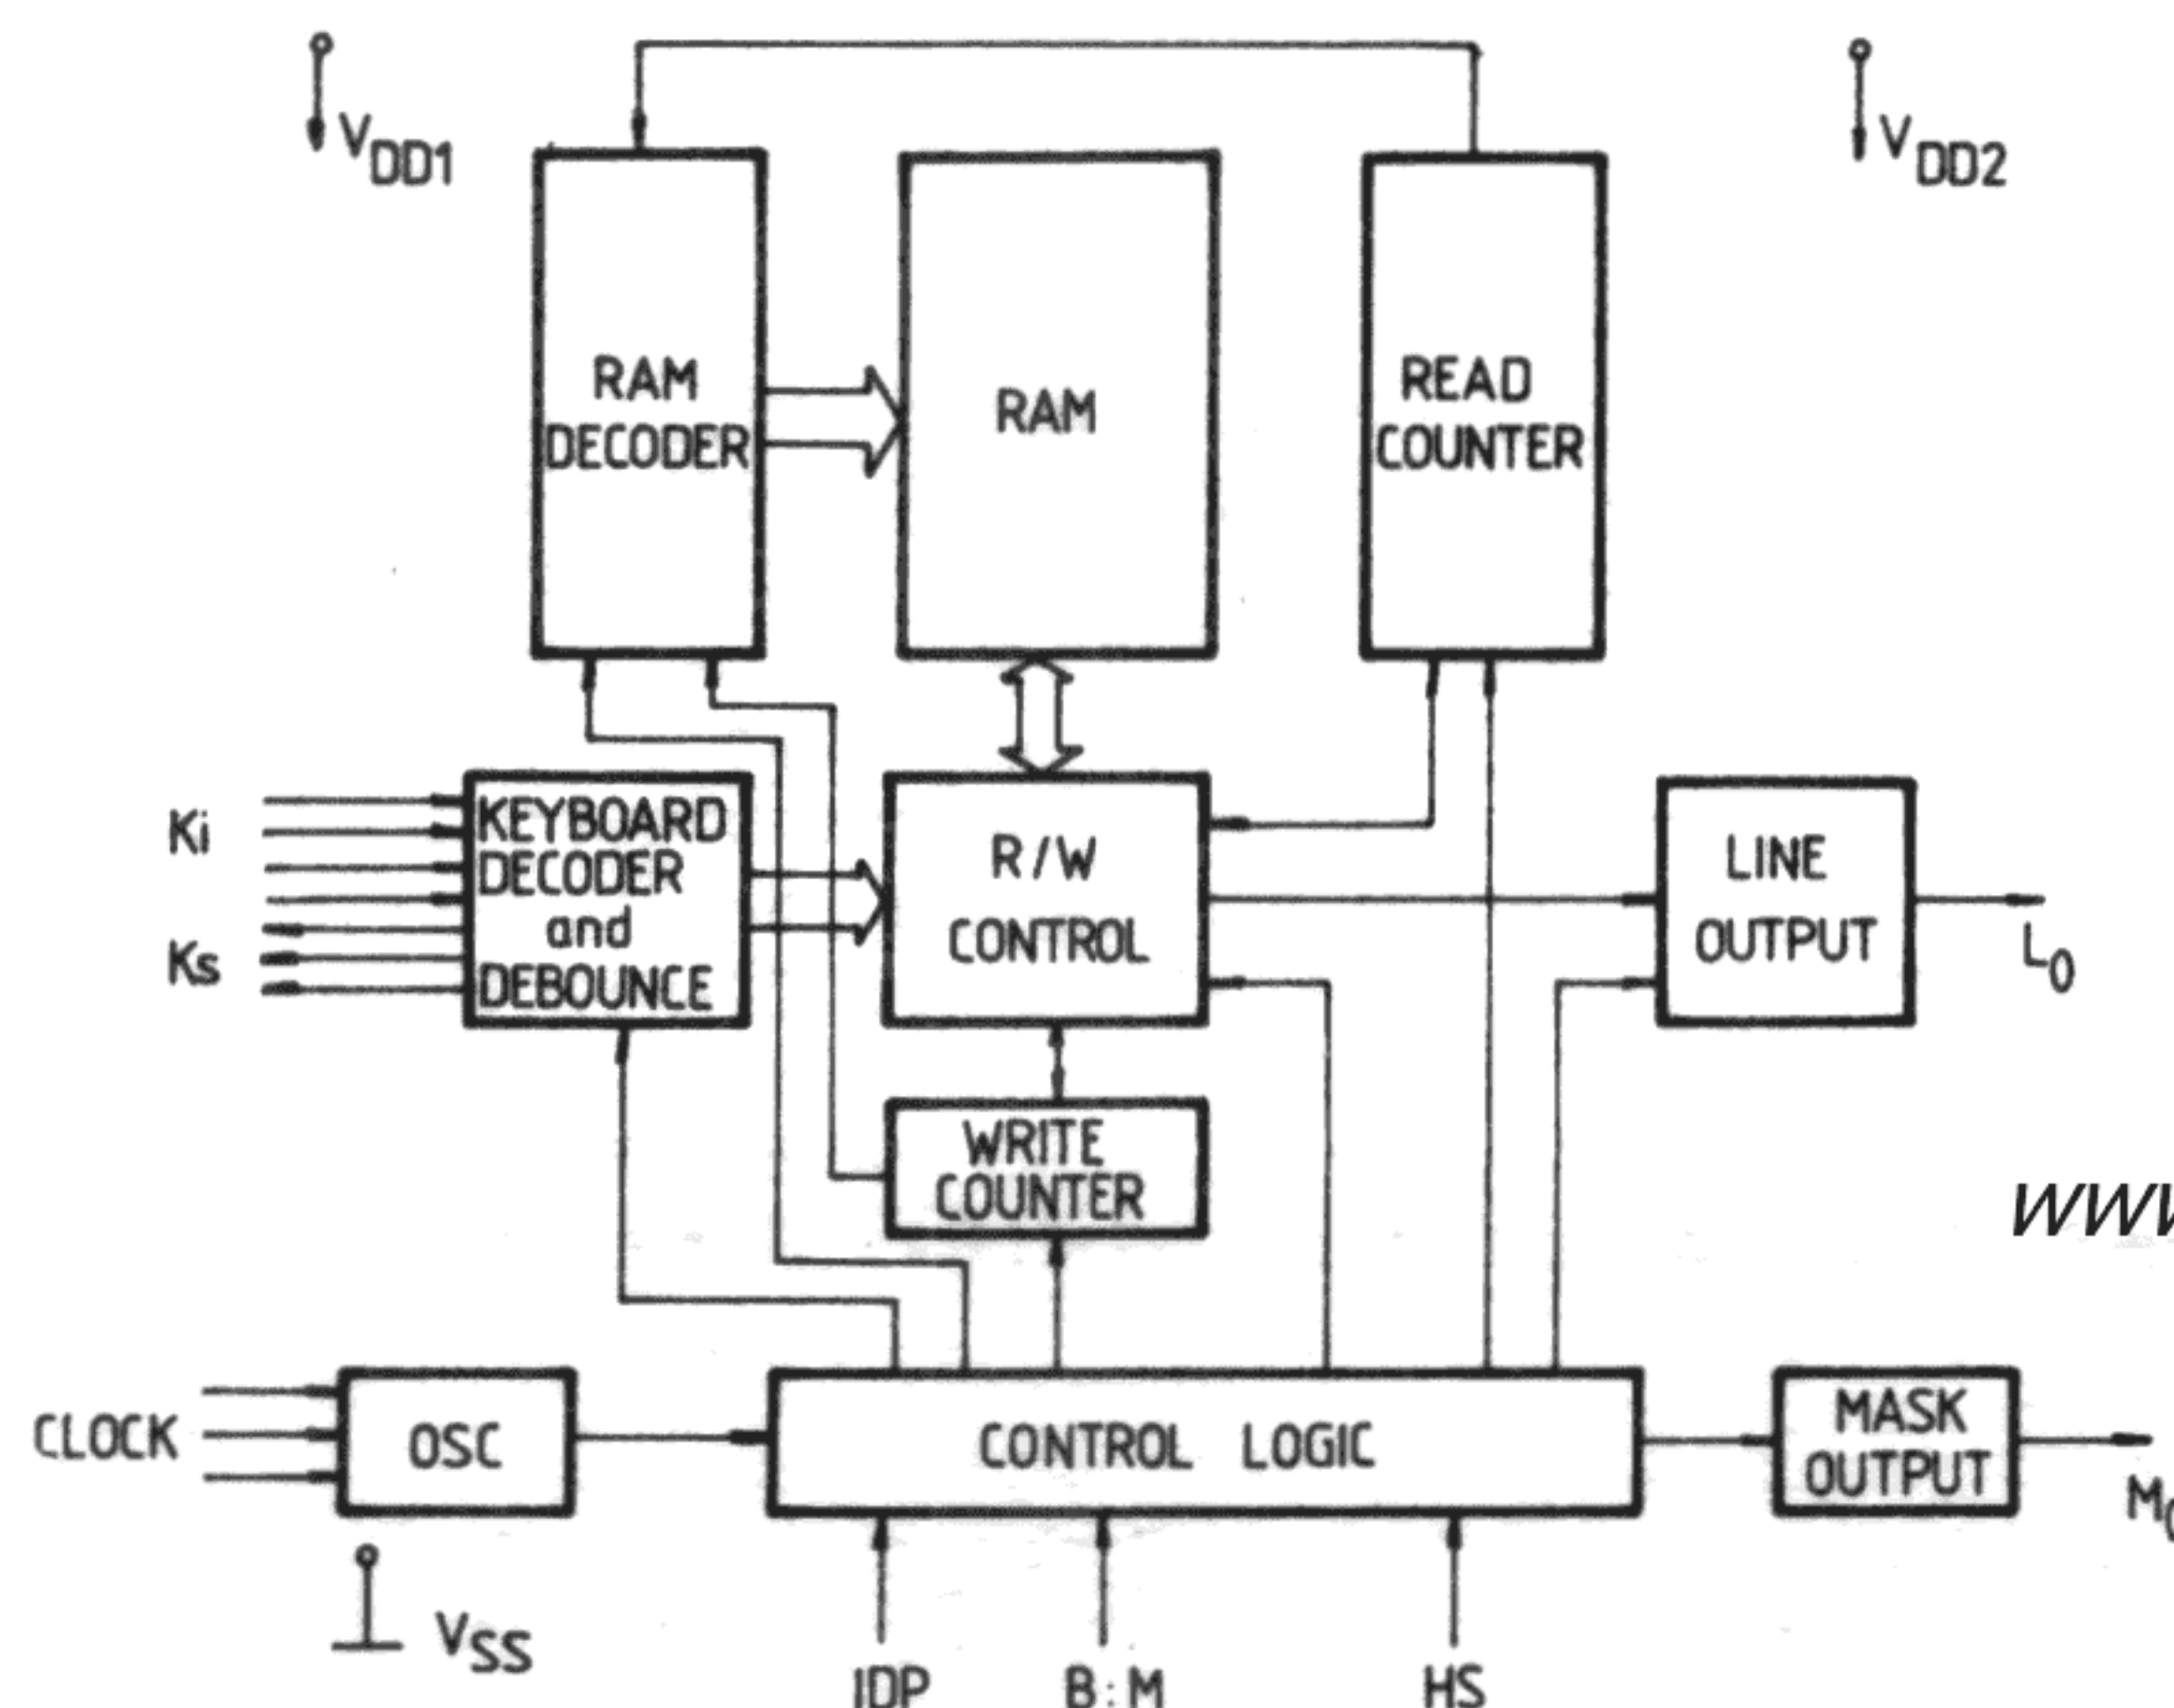 VDD1
VDD2
RAM
DECODER
RAM
READ
COUNTER
Ki
Ks
KEYBOARD
DECODER
and
DEBOUNCE
R/W
CONTROL
LINE
OUTPUT
LO
WRITE
COUNTER
CLOCK
OSC
CONTROL LOGIC
MASK
OUTPUT
VSS
IDP
B:M
HS